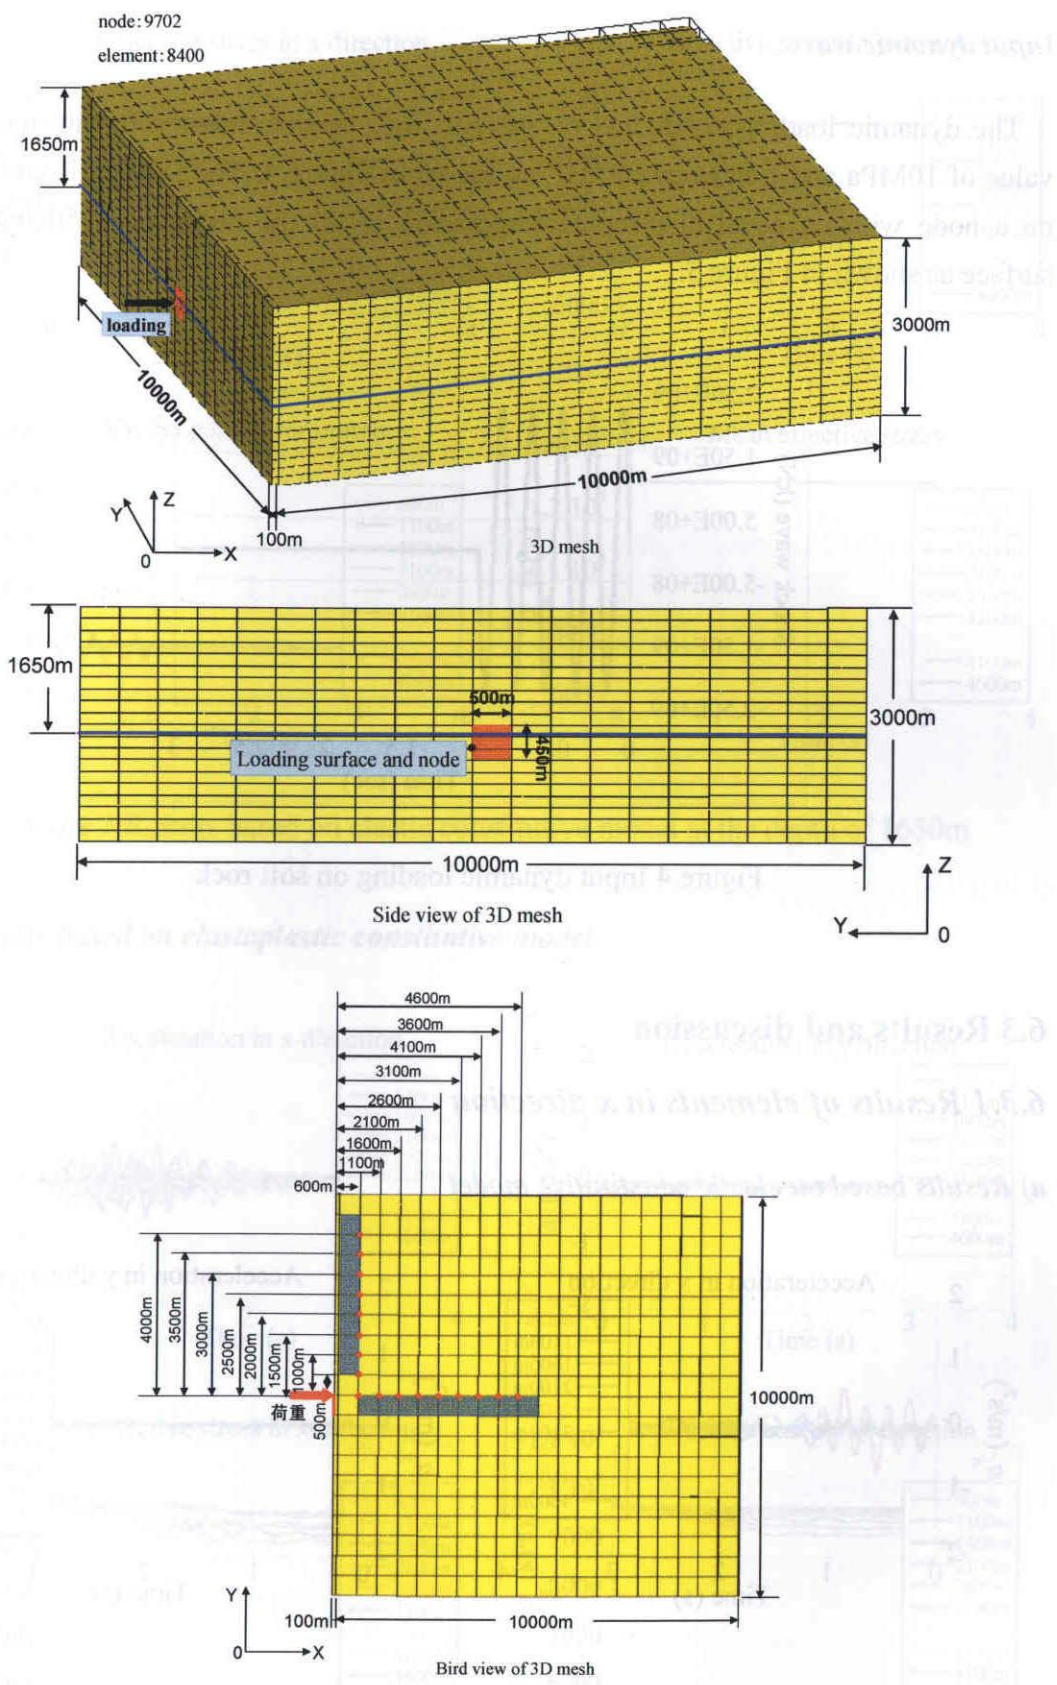 node:9702
element:8400
1650m
loading
10000m
3000m
10000m
100m
Y
Z
X
0
3D mesh
1650m
500m
450m
Loading surface and node
3000m
10000m
Side view of 3D mesh
Z
Y
0
4600m
3600m
4100m
3100m
2600m
2100m
1600m
1100m
600m
4000m
3500m
3000m
2500m
2000m
1500m
1000m
500m
荷重
10000m
100m
10000m
Y
0
X
Bird view of 3D mesh